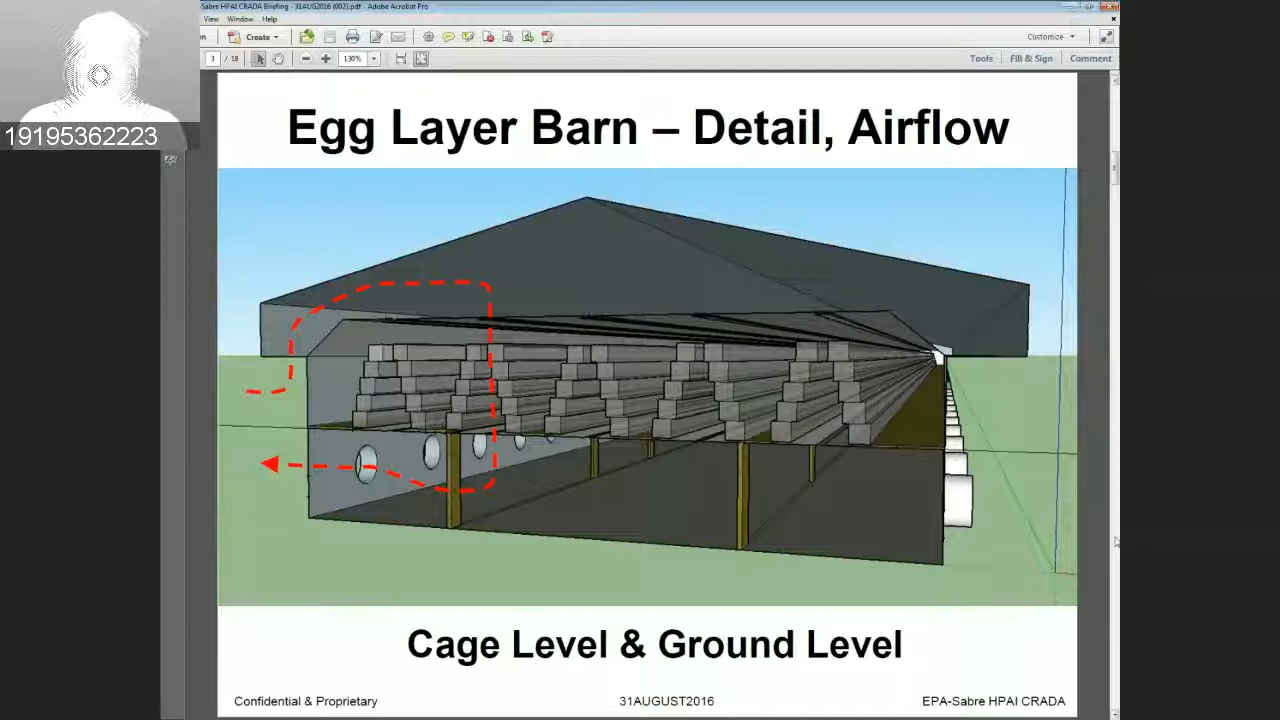 Sabre HPAI CRADA Briefing - 31AUG2016 (002).pdf - Adobe Acrobat Pro
View Window Help
Create
Customize
3 / 18
130%
Tools Fill & Sign Comment
19195362223
Egg Layer Barn – Detail, Airflow
Cage Level & Ground Level
Confidential & Proprietary 31AUGUST2016 EPA-Sabre HPAI CRADA